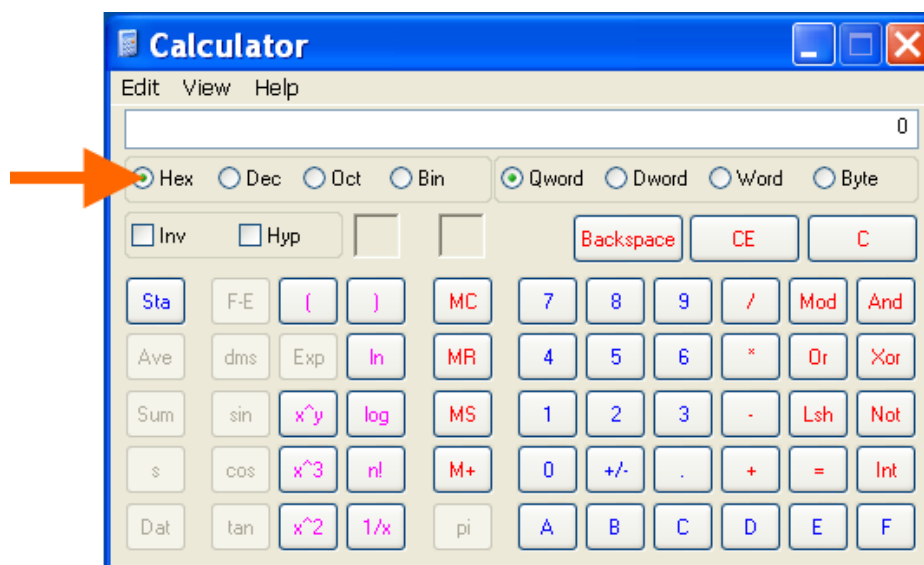 Calculator
Edit View Help
0
Hex Dec Oct Bin Qword Dword Word Byte
Inv Hyp Backspace CE C
Sta F-E ( ) MC 7 8 9 / Mod And
Ave dms Exp ln MR 4 5 6 * Or Xor
Sum sin x^y log MS 1 2 3 - Lsh Not
s cos x^3 n! M+ 0 +/- . + = Int
Dat tan x^2 1/x pi A B C D E F